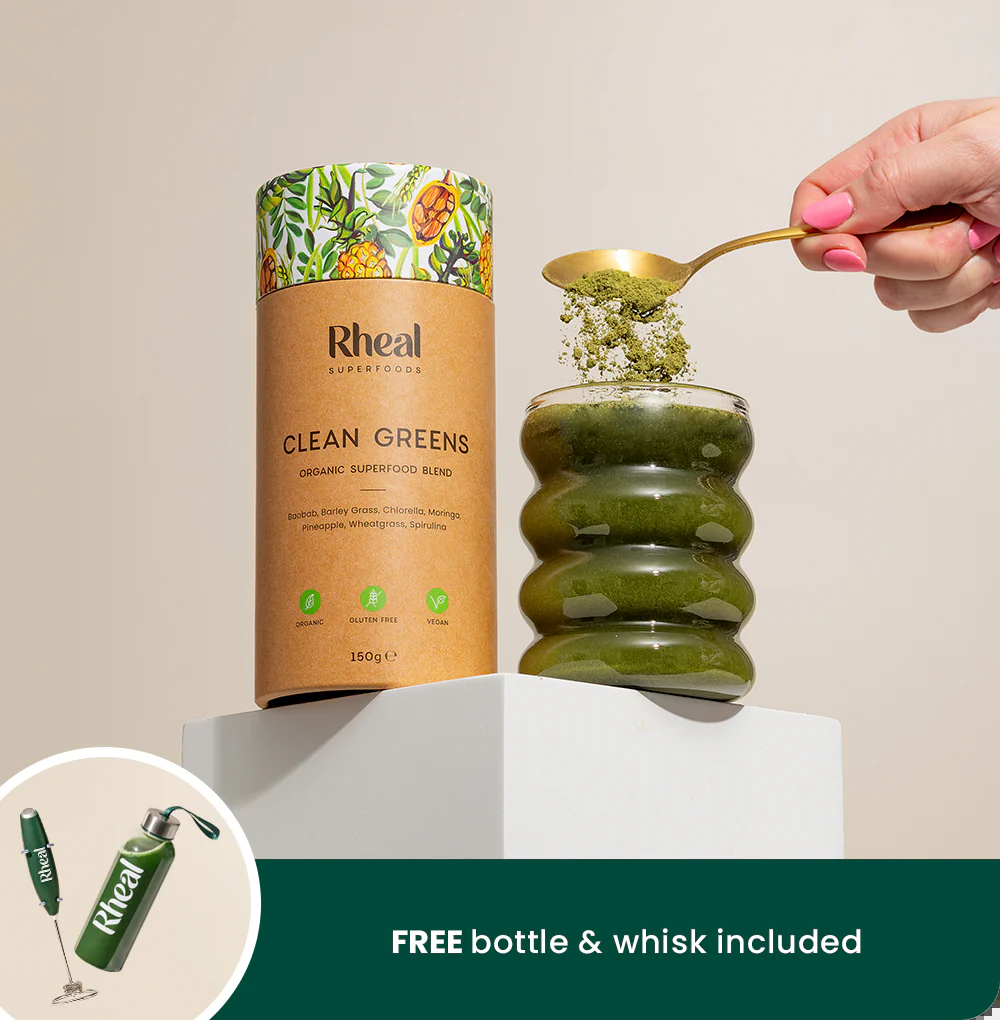 Rheal
SUPERFOODS
CLEAN GREENS
ORGANIC SUPERFOOD BLEND
Baobab, Barley Grass, Chlorella, Moringa,
Pineapple, Wheatgrass, Spirulina
ORGANIC GLUTEN FREE VEGAN
150g ℮
Rheal
Rheal
FREE bottle & whisk included